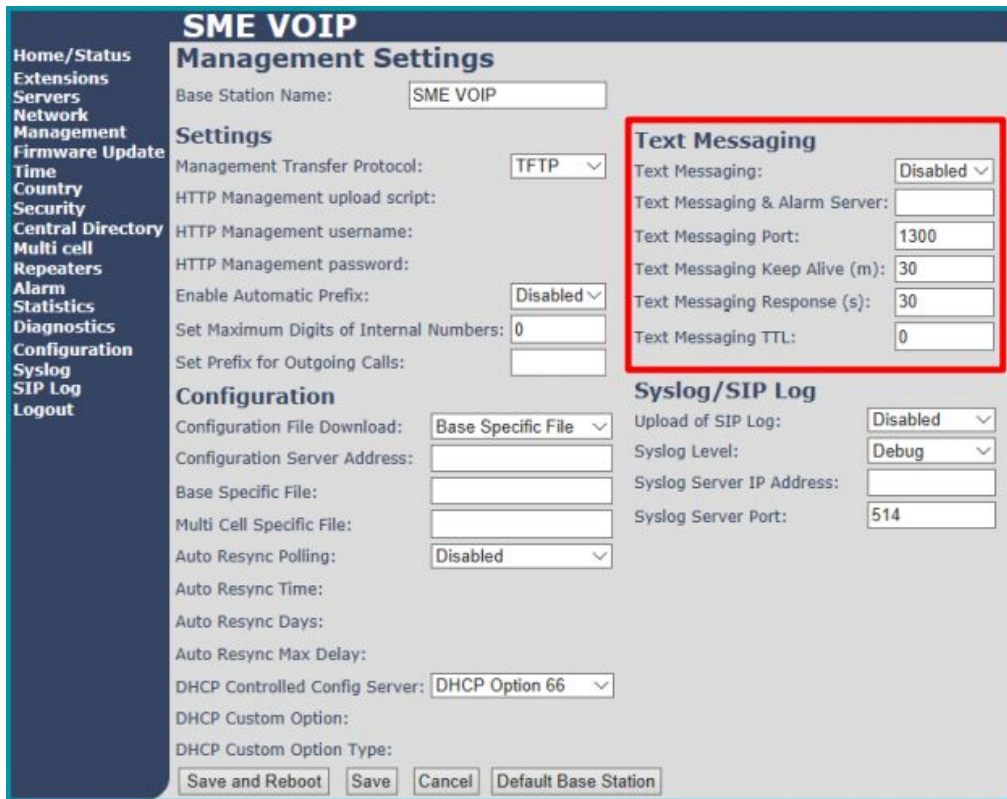 SME VOIP
Home/Status
Extensions
Servers
Network
Management
Firmware Update
Time
Country
Security
Central Directory
Multi cell
Repeaters
Alarm
Statistics
Diagnostics
Configuration
Syslog
SIP Log
Logout
Management Settings
Base Station Name: SME VOIP
Settings
Management Transfer Protocol: TFTP
HTTP Management upload script:
HTTP Management username:
HTTP Management password:
Enable Automatic Prefix: Disabled
Set Maximum Digits of Internal Numbers: 0
Set Prefix for Outgoing Calls:
Text Messaging
Text Messaging: Disabled
Text Messaging & Alarm Server:
Text Messaging Port: 1300
Text Messaging Keep Alive (m): 30
Text Messaging Response (s): 30
Text Messaging TTL: 0
Configuration
Configuration File Download: Base Specific File
Configuration Server Address:
Base Specific File:
Multi Cell Specific File:
Auto Resync Polling: Disabled
Auto Resync Time:
Auto Resync Days:
Auto Resync Max Delay:
DHCP Controlled Config Server: DHCP Option 66
DHCP Custom Option:
DHCP Custom Option Type:
Syslog/SIP Log
Upload of SIP Log: Disabled
Syslog Level: Debug
Syslog Server IP Address:
Syslog Server Port: 514
Save and Reboot Save Cancel Default Base Station